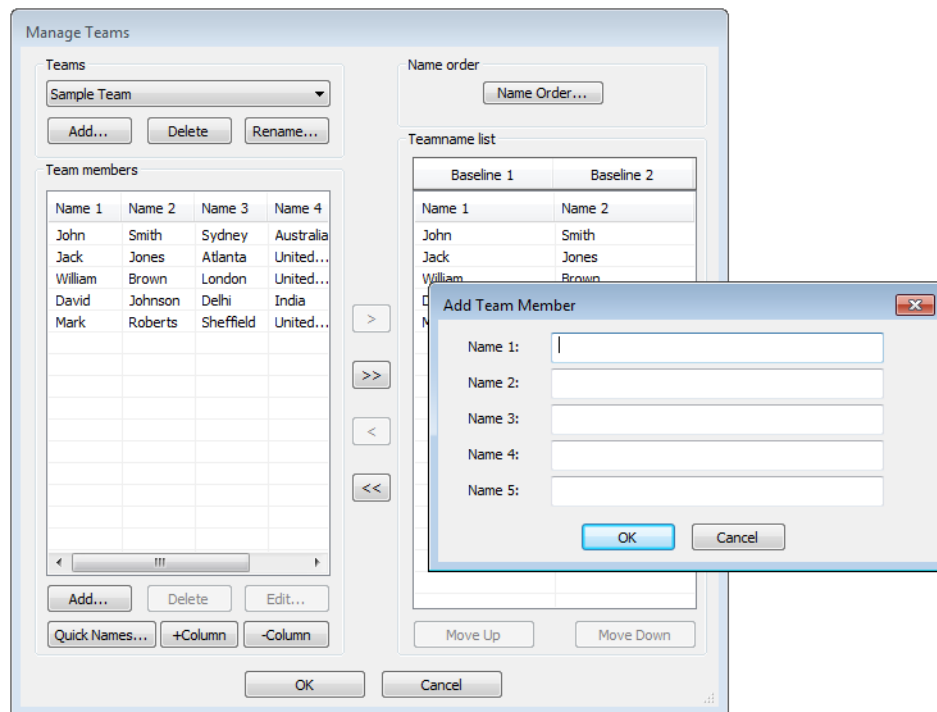 Manage Teams
Teams
Sample Team
Add... Delete Rename...
Name order
Name Order...
Team members
Name 1 Name 2 Name 3 Name 4
John Smith Sydney Australia
Jack Jones Atlanta United...
William Brown London United...
David Johnson Delhi India
Mark Roberts Sheffield United...
> 
>>
<
<<
Add... Delete Edit...
Quick Names... +Column -Column
Teamname list
Baseline 1 Baseline 2
Name 1 Name 2
John Smith
Jack Jones
William Brown
Move Up Move Down
OK Cancel
Add Team Member
Name 1:
Name 2:
Name 3:
Name 4:
Name 5:
OK Cancel